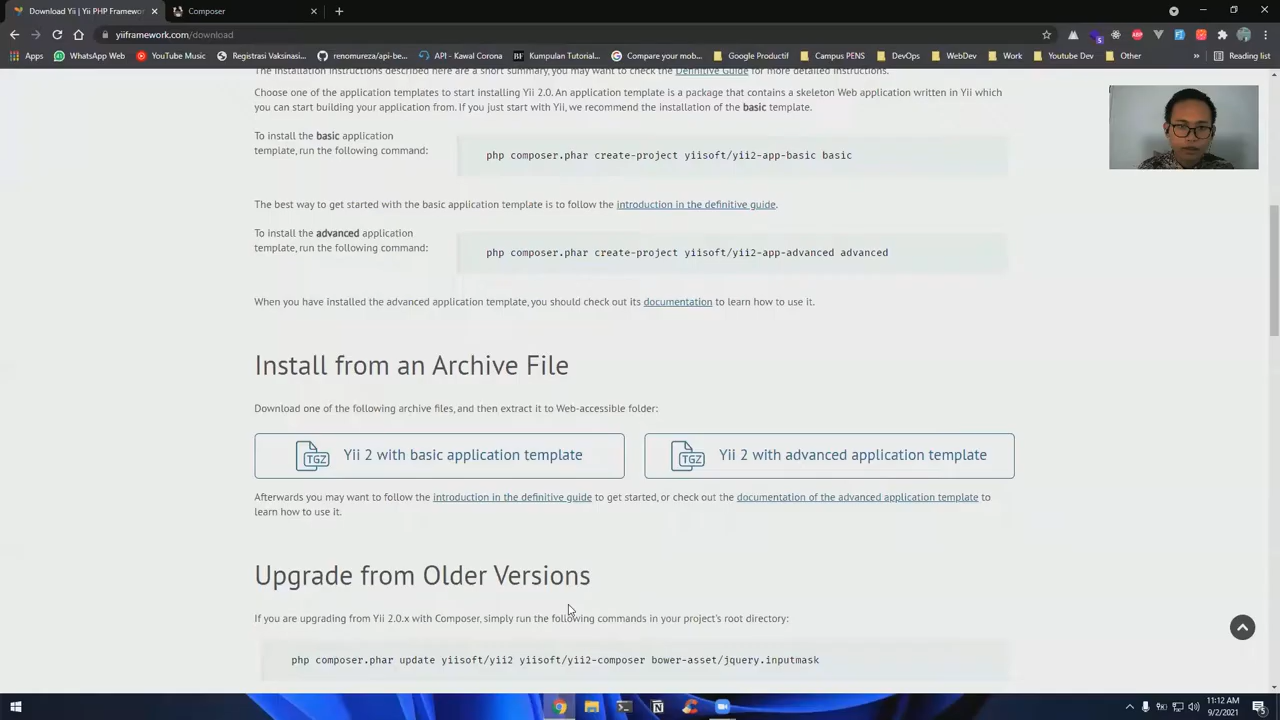 Download Yii | Yii PHP Framew
Composer
yiiframework.com/download
Apps
WhatsApp Web
YouTube Music
Registrasi Vaksinasi...
renomureza/api-be...
API - Kawal Corona
Kumpulan Tutorial...
Compare your mob...
Google Productif
Campus PENS
DevOps
WebDev
Work
Youtube Dev
Other
»
Reading list
The installation instructions described here are a short summary, you may want to check the Definitive Guide for more detailed instructions.
Choose one of the application templates to start installing Yii 2.0. An application template is a package that contains a skeleton Web application written in Yii which
you can start building your application from. If you just start with Yii, we recommend the installation of the basic template.
To install the basic application
template, run the following command:
php composer.phar create-project yiisoft/yii2-app-basic basic
The best way to get started with the basic application template is to follow the introduction in the definitive guide.
To install the advanced application
template, run the following command:
php composer.phar create-project yiisoft/yii2-app-advanced advanced
When you have installed the advanced application template, you should check out its documentation to learn how to use it.
Install from an Archive File
Download one of the following archive files, and then extract it to Web-accessible folder:
TGZ Yii 2 with basic application template
TGZ Yii 2 with advanced application template
Afterwards you may want to follow the introduction in the definitive guide to get started, or check out the documentation of the advanced application template to
learn how to use it.
Upgrade from Older Versions
If you are upgrading from Yii 2.0.x with Composer, simply run the following commands in your project's root directory:
php composer.phar update yiisoft/yii2 yiisoft/yii2-composer bower-asset/jquery.inputmask
11:12 AM
9/2/2021